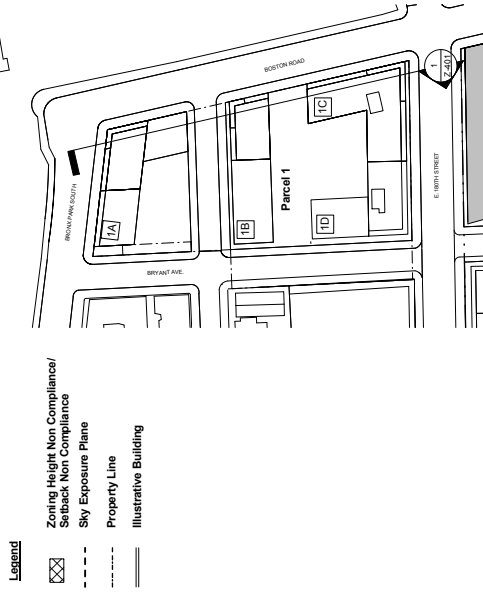 BOSTON ROAD
BRONX PARK SOUTH
1A
1B
1C
Parcel 1
1D
BRYANT AVE.
E. 180TH STREET
1
Z-401
Legend
Zoning Height Non Compliance/
Setback Non Compliance
Sky Exposure Plane
Property Line
Illustrative Building